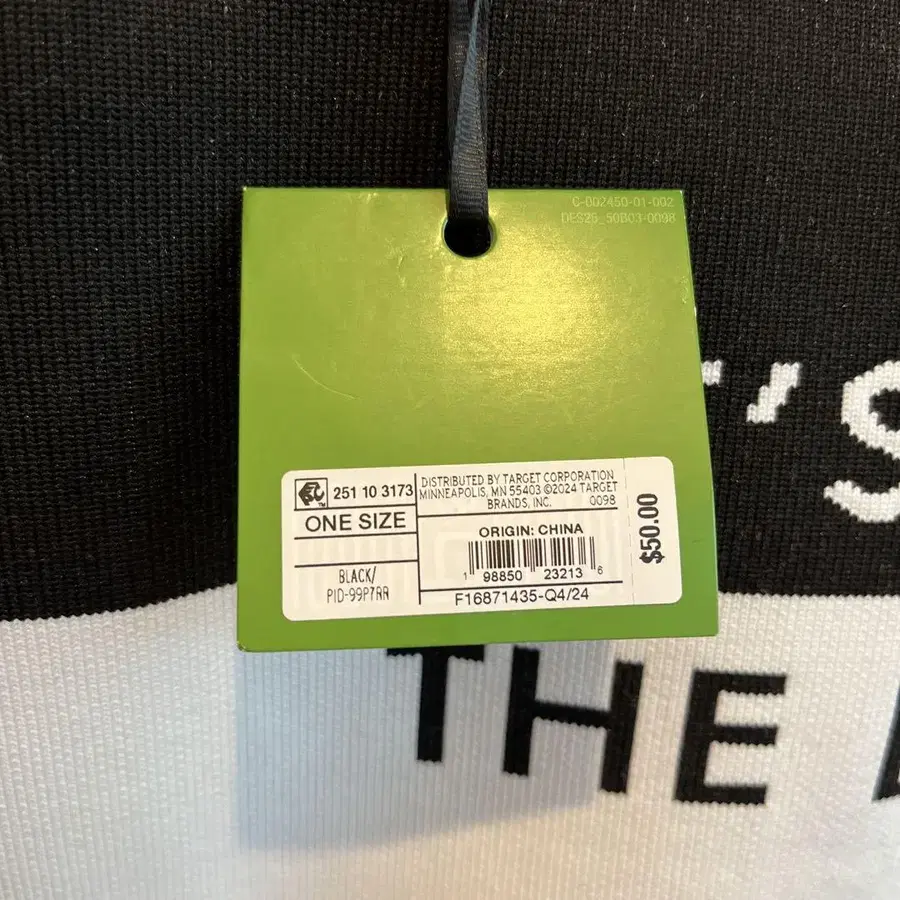 C-002450-01-002
DES25_50B03-0098
251 10 3173
ONE SIZE
BLACK/
PID-99P7RR
DISTRIBUTED BY TARGET CORPORATION
MINNEAPOLIS, MN 55403 ©2024 TARGET
BRANDS, INC. 0098
ORIGIN: CHINA
1 98850 23213 6
F16871435-Q4/24
$50.00
'S
THE